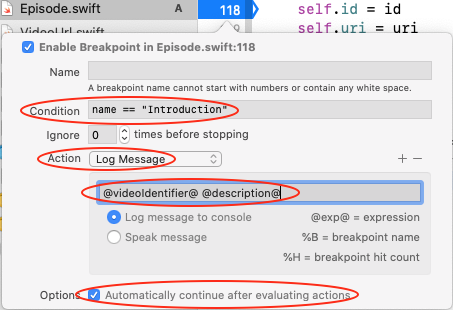 Episode.swift A 118 self.id = id
VideoUrl.swift self.uri = uri
Enable Breakpoint in Episode.swift:118
Name
A breakpoint name cannot start with numbers or contain any white space.
Condition name == "Introduction"
Ignore 0 times before stopping
Action Log Message + −
@videoIdentifier@ @description@
Log message to console @exp@ = expression
Speak message %B = breakpoint name
%H = breakpoint hit count
Options Automatically continue after evaluating actions